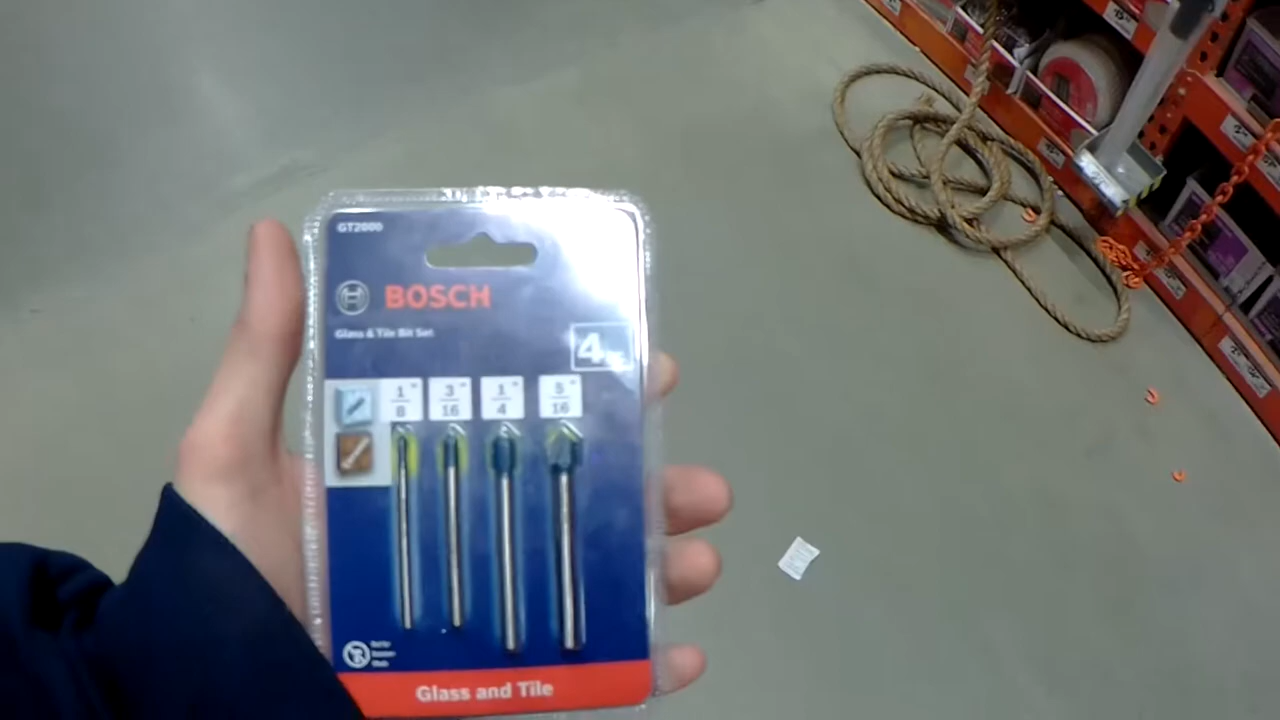 GT2000
BOSCH
Glass & Tile Bit Set
4
1/8" 3/16" 1/4" 5/16"
Glass and Tile